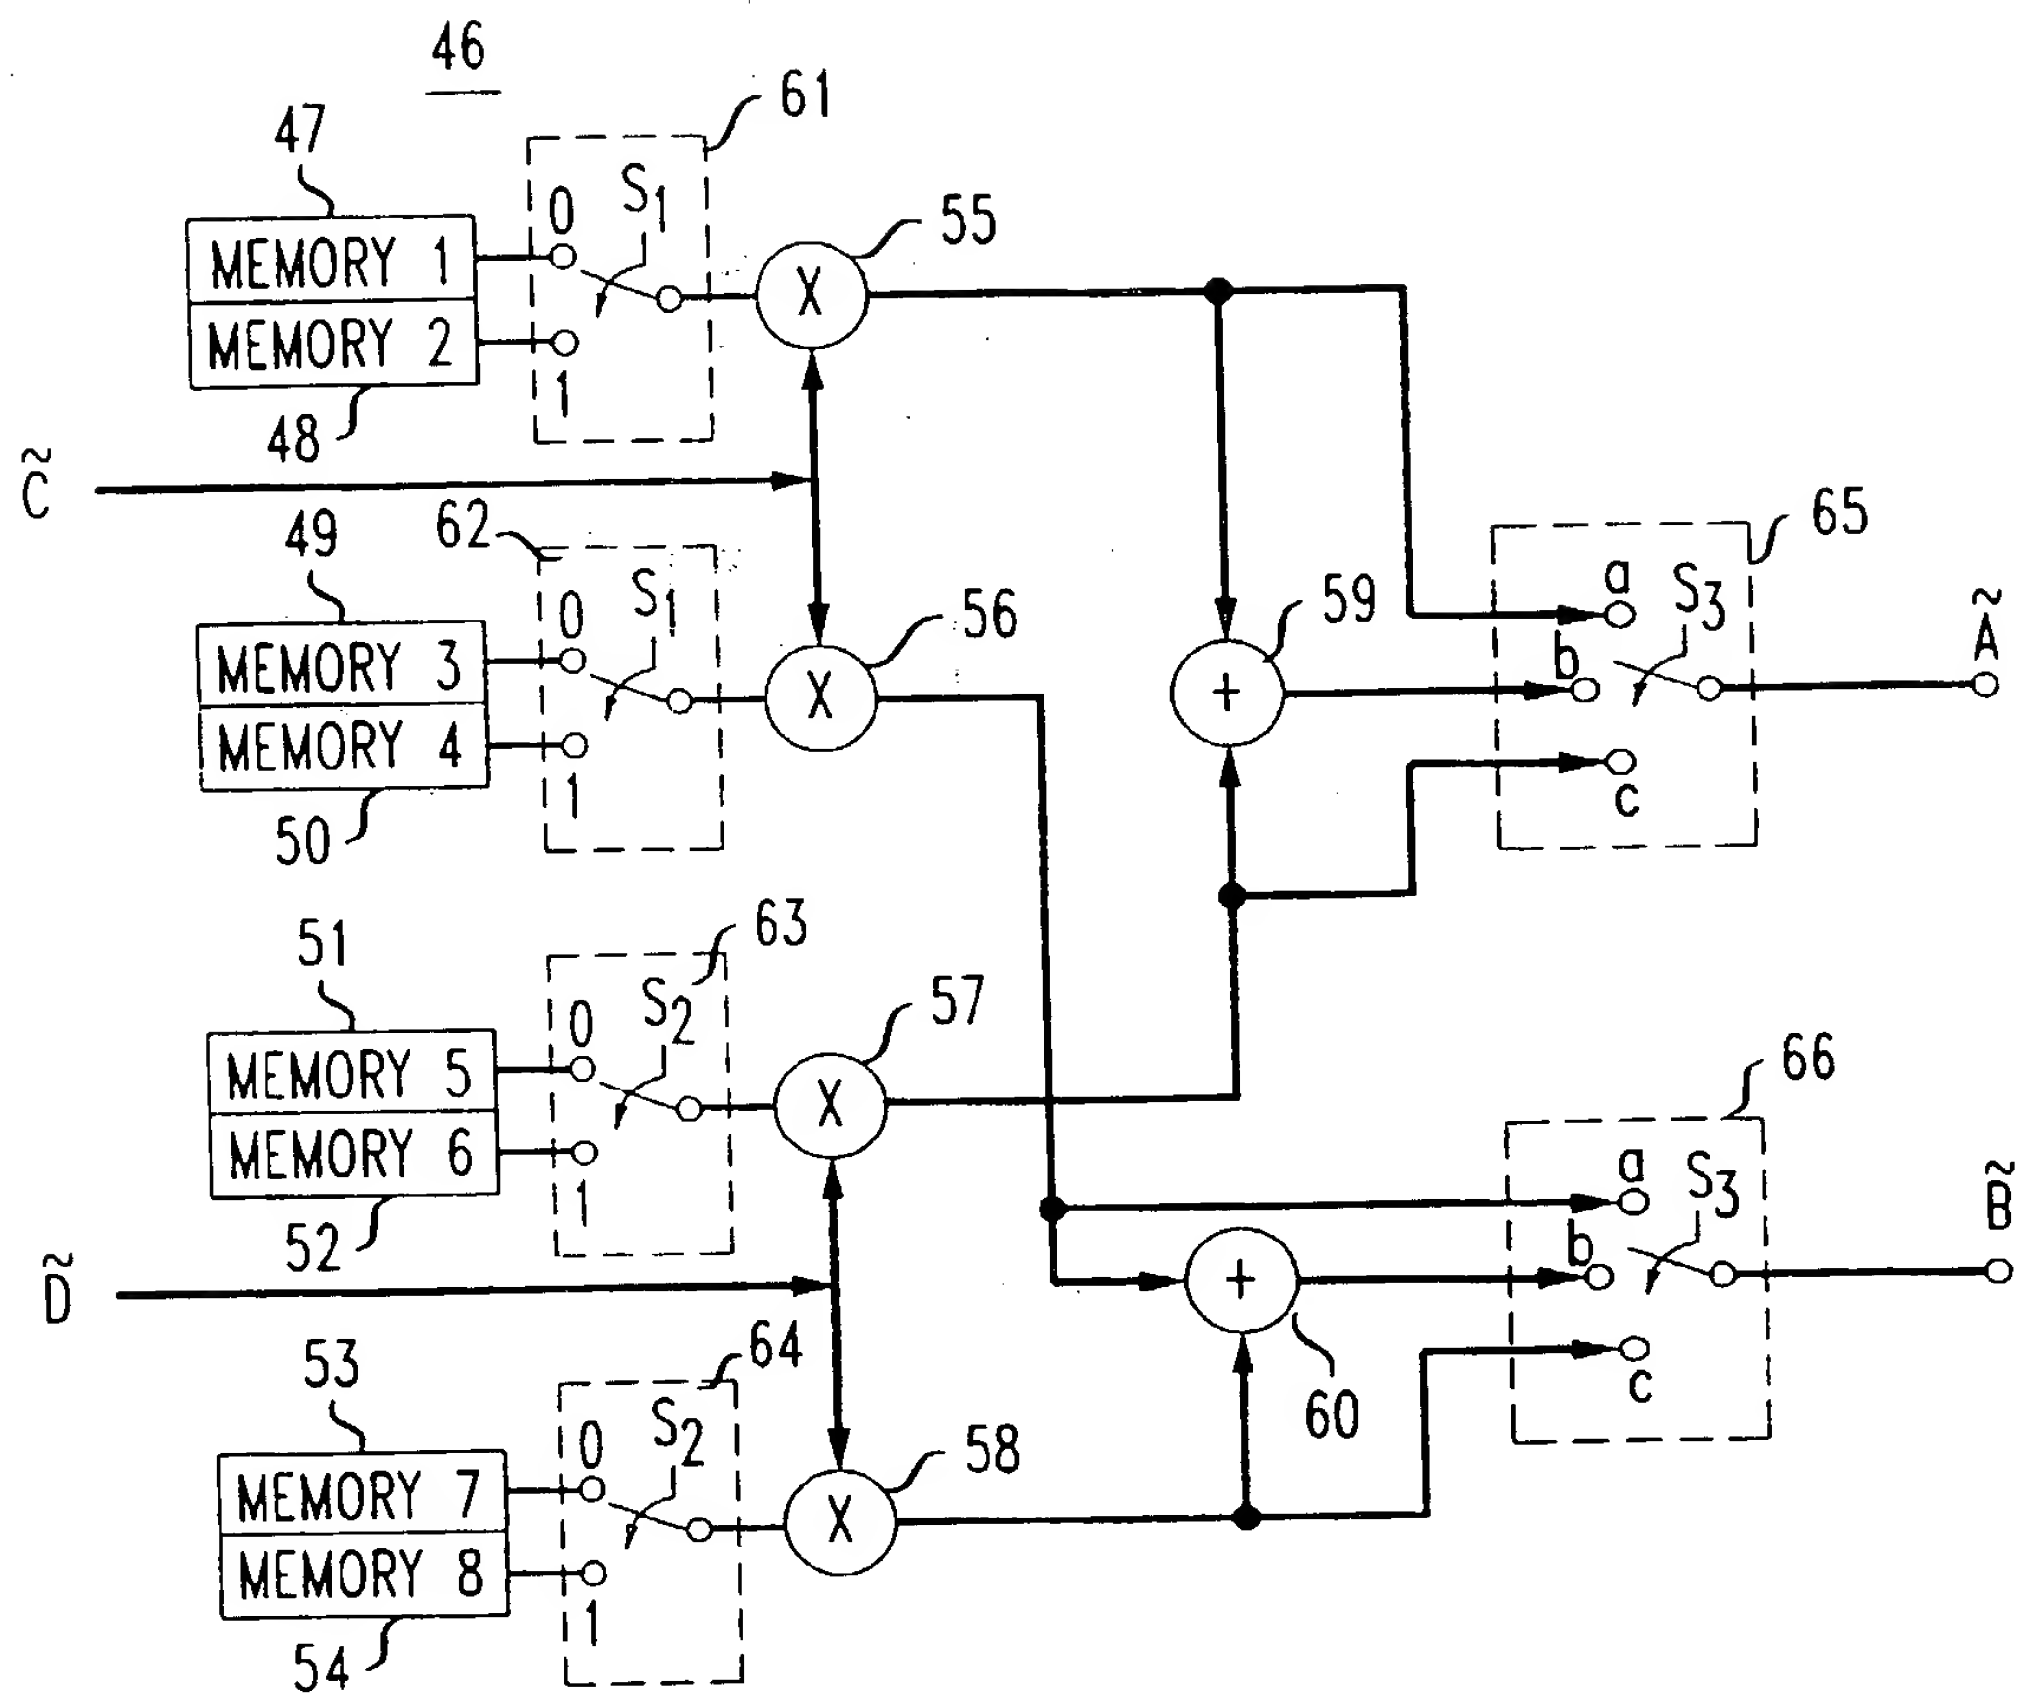 46
61
47
0 S1
55
MEMORY 1
X
MEMORY 2
1
48
C̃
62
49
0 S1
65
56
59
a S3
MEMORY 3
b
Ã
X
+
MEMORY 4
1
c
50
63
51
57
0 S2
66
MEMORY 5
X
MEMORY 6
a S3
B̃
1
b
52
D̃
+
64
53
c
60
0 S2
58
MEMORY 7
X
MEMORY 8
1
54